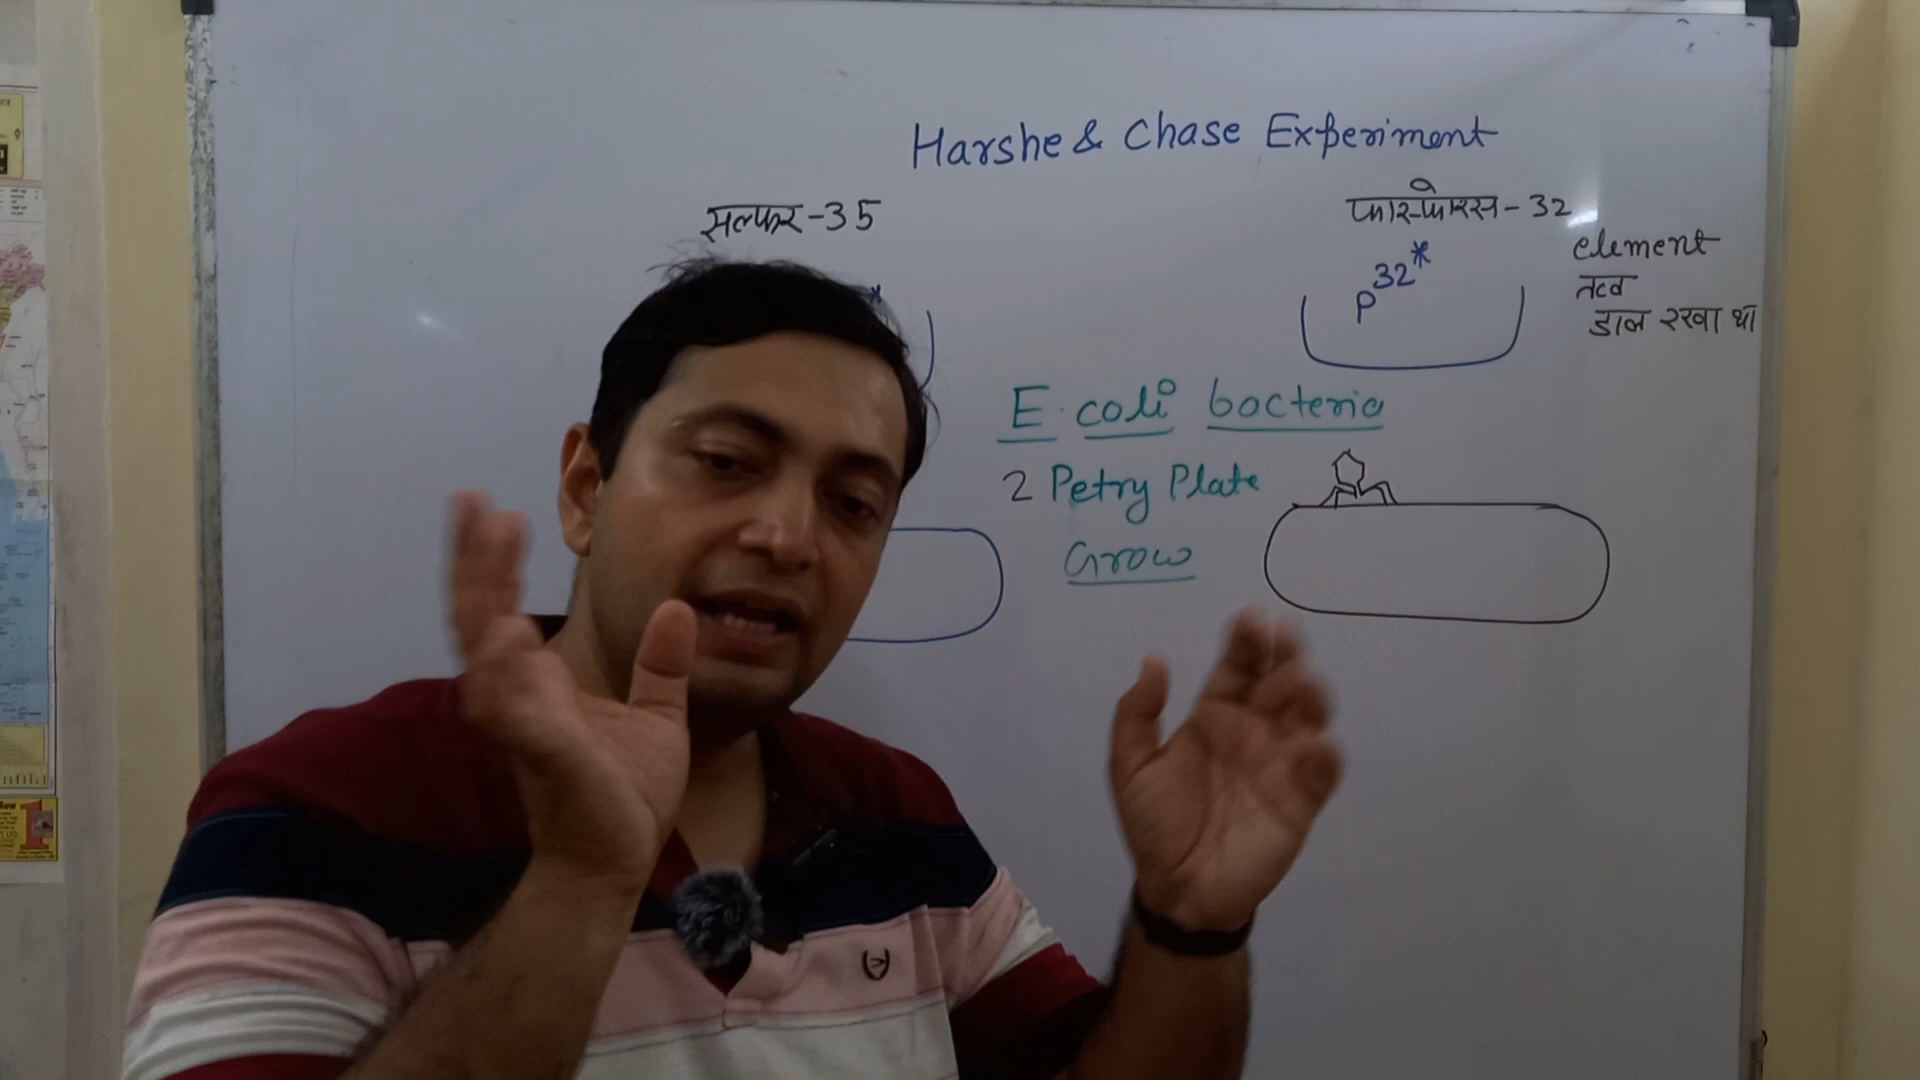 Harshe & Chase Experiment
सल्फर-35
फास्फोरस-32
P32*
element
तत्व
डाल रखा था
E. coli bacteria
2 Petry Plate
Grow